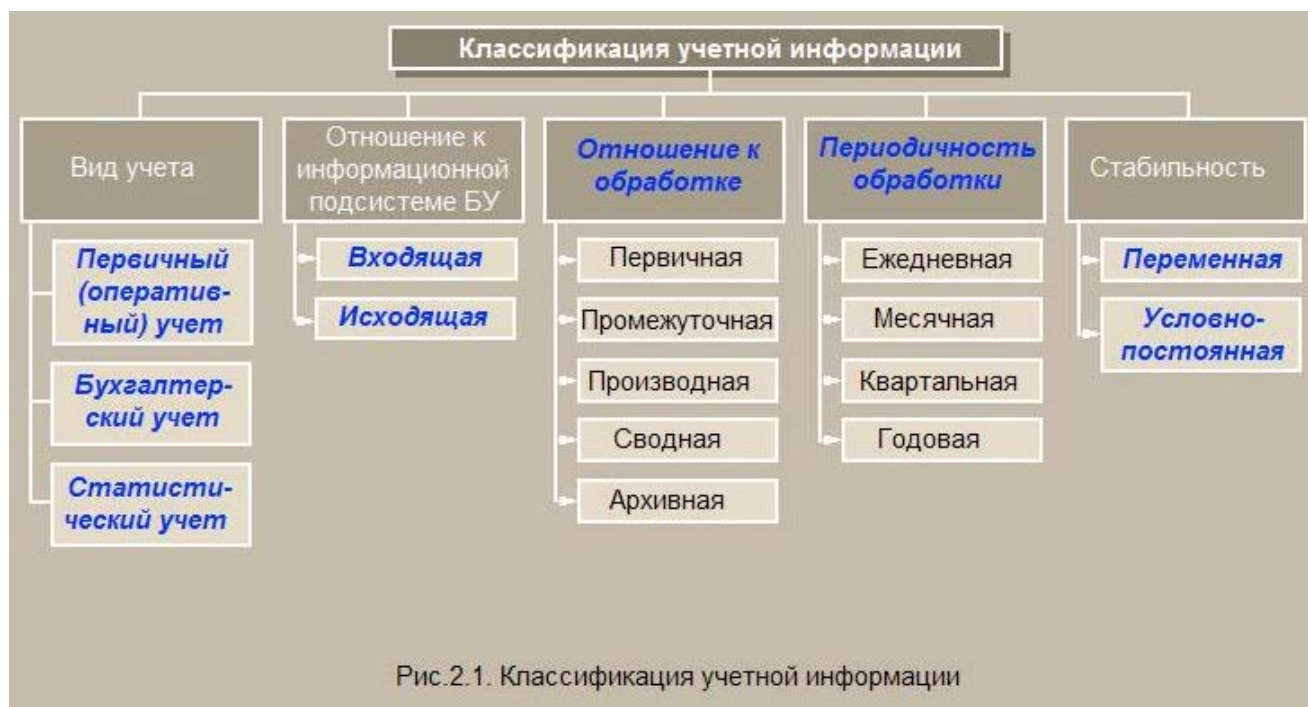 Классификация учетной информации
Вид учета
Первичный
(оператив-
ный) учет
Бухгалтер-
ский учет
Статисти-
ческий учет
Отношение к
информационной
подсистеме БУ
Входящая
Исходящая
Отношение к
обработке
Первичная
Промежуточная
Производная
Сводная
Архивная
Периодичность
обработки
Ежедневная
Месячная
Квартальная
Годовая
Стабильность
Переменная
Условно-
постоянная
Рис.2.1. Классификация учетной информации